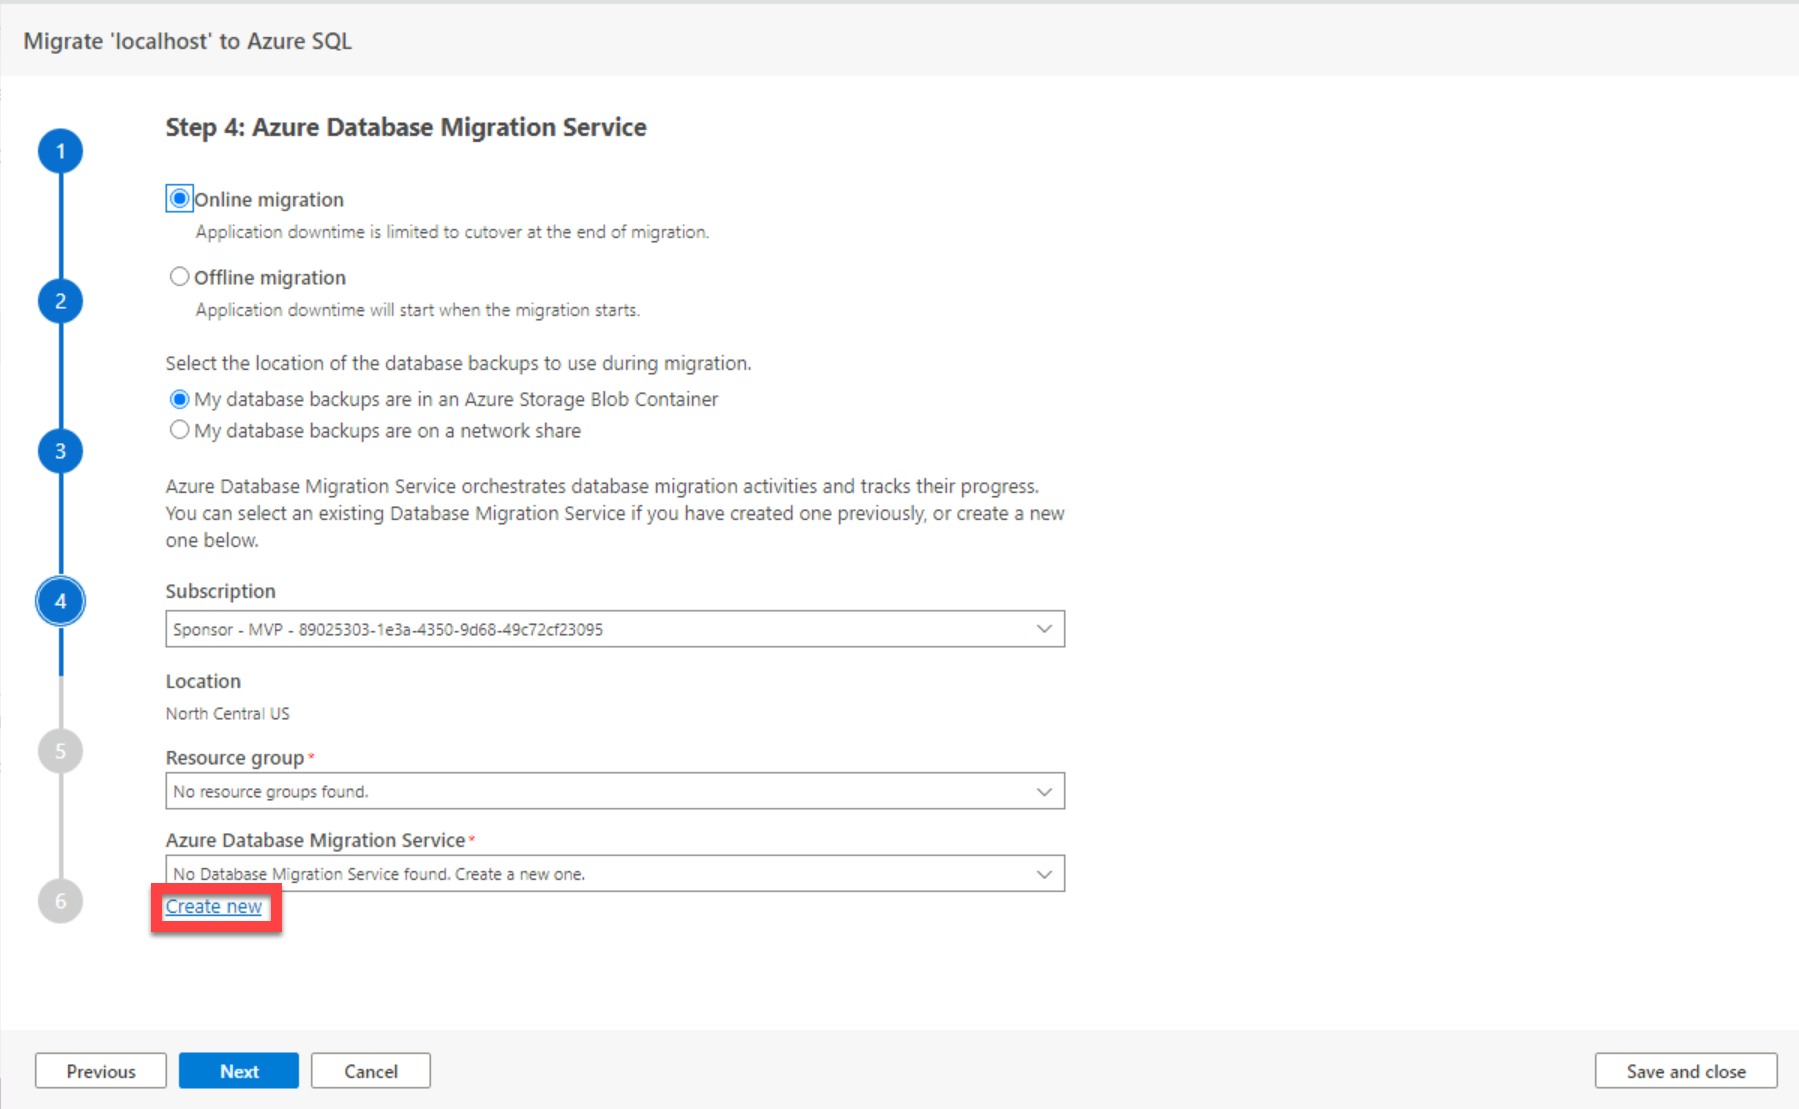 Migrate 'localhost' to Azure SQL
Step 4: Azure Database Migration Service
1
Online migration
Application downtime is limited to cutover at the end of migration.
Offline migration
2
Application downtime will start when the migration starts.
Select the location of the database backups to use during migration.
My database backups are in an Azure Storage Blob Container
My database backups are on a network share
3
Azure Database Migration Service orchestrates database migration activities and tracks their progress.
You can select an existing Database Migration Service if you have created one previously, or create a new
one below.
Subscription
4
Sponsor - MVP - 89025303-1e3a-4350-9d68-49c72cf23095
Location
North Central US
5
Resource group*
No resource groups found.
Azure Database Migration Service*
No Database Migration Service found. Create a new one.
6
Create new
Previous
Next
Cancel
Save and close